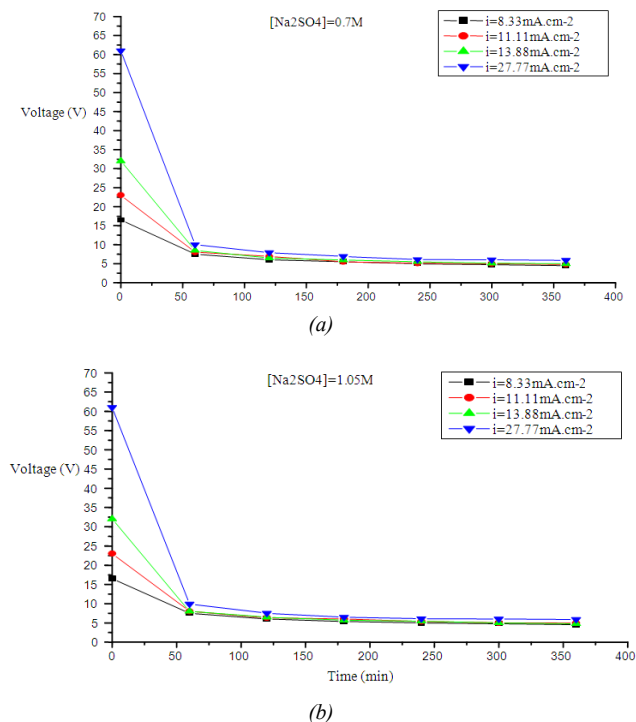 [Na2SO4]=0.7M
i=8.33mA.cm-2
i=11.11mA.cm-2
i=13.88mA.cm-2
i=27.77mA.cm-2
70
65
60
55
50
45
40
35
30
25
20
15
10
5
0
Voltage (V)
0 50 100 150 200 250 300 350 400
(a)
[Na2SO4]=1.05M
i=8.33mA.cm-2
i=11.11mA.cm-2
i=13.88mA.cm-2
i=27.77mA.cm-2
70
65
60
55
50
45
40
35
30
25
20
15
10
5
0
Voltage (V)
0 50 100 150 200 250 300 350 400
Time (min)
(b)